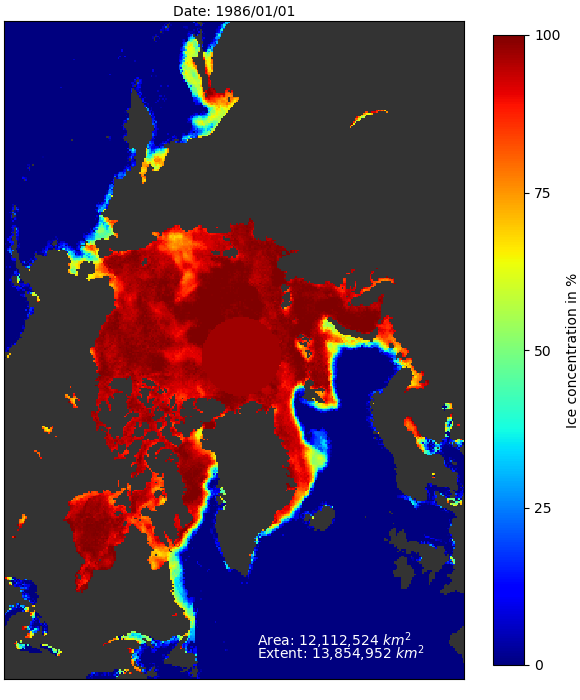 Date: 1986/01/01
100
75
50
25
0
Ice concentration in %
Area: 12,112,524 km²
Extent: 13,854,952 km²